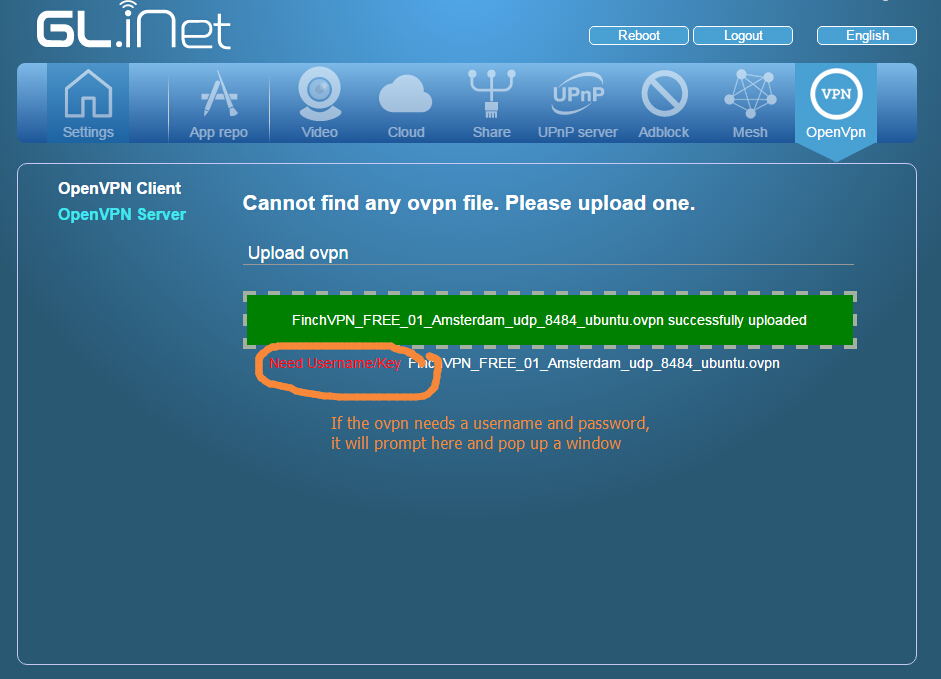 GL.iNet
Reboot Logout English
Settings App repo Video Cloud Share UPnP server Adblock Mesh OpenVpn
UPnP
VPN
OpenVPN Client
OpenVPN Server
Cannot find any ovpn file. Please upload one.
Upload ovpn
FinchVPN_FREE_01_Amsterdam_udp_8484_ubuntu.ovpn successfully uploaded
Need Username/Key FinchVPN_FREE_01_Amsterdam_udp_8484_ubuntu.ovpn
If the ovpn needs a username and password,
it will prompt here and pop up a window